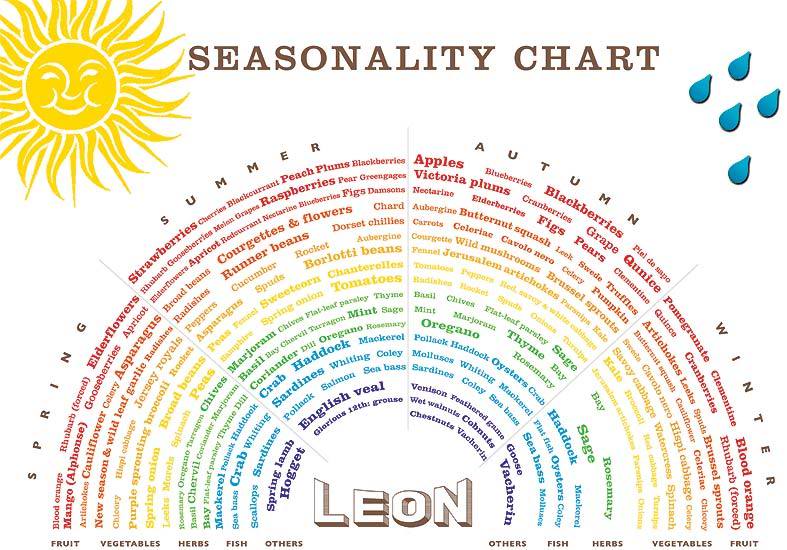 SEASONALITY CHART
SPRING
SUMMER
AUTUMN
WINTER
Blood orange Rhubarb (forced) Elderflowers
Mango (Alphonse) Gooseberries Apricot
Artichokes Cauliflower Celery Asparagus
New season & wild leaf garlic Radishes
Chicory Hispi cabbage Jersey royals
Purple sprouting broccoli Rocket
Spring onion Broad beans
Leeks Morels Spinach Peas
Rosemary Oregano Tarragon Chives
Basil Chervil Coriander Marjoram
Bay Flat-leaf parsley Thyme Dill
Mackerel Pollack Haddock
Sea bass Crab Whiting
Scallops Sardines
Spring lamb
Hogget
Strawberries Cherries Blackcurrant Peach Plums Blackberries
Rhubarb Gooseberries Melon Grapes Raspberries Pear Greengages
Elderflowers Apricot Redcurrant Nectarine Blueberries Figs Damsons
Broad beans Courgettes & flowers Chard
Radishes Runner beans Dorset chillies
Peppers Cucumber Rocket Aubergine
Asparagus Spuds Borlotti beans
Peas Fennel Sweetcorn Chanterelles
Spring onion Tomatoes
Marjoram Chives Flat-leaf parsley Thyme
Basil Bay Chervil Tarragon Mint Sage
Coriander Dill Oregano Rosemary
Crab Haddock Mackerel
Sardines Whiting Coley
Pollack Salmon Sea bass
English veal
Glorious 12th: grouse
Apples Blueberries Blackberries Piel de sapo
Victoria plums Cranberries Grape Quince
Nectarine Elderberries Figs Pears Clementine
Aubergine Butternut squash Leek Swede Truffles
Carrots Celeriac Cavolo nero Celery Pumpkin
Courgette Wild mushrooms Brussel sprouts
Fennel Jerusalem artichokes Parsnips Kale
Tomatoes Peppers Red savoy & white cabbage
Radishes Rocket Spuds Onions Turnips
Basil Chives Flat-leaf parsley Sage
Mint Marjoram Thyme Bay
Oregano Rosemary
Pollack Haddock Oysters Crab
Molluscs Whiting Mackerel
Sardines Coley Sea bass
Venison Feathered game
Wet walnuts Cobnuts
Chestnuts Vacherin
Pomegranate Clementine Blood orange
Quince Cranberries Rhubarb (forced)
Artichokes Leeks Spuds Brussel sprouts
Butternut squash Cauliflower Celeriac Chicory
Swede Carrots Cavolo nero Hispi cabbage Celery
Savoy cabbage Watercress Spinach
Kale Broccoli Red cabbage Turnips
Jerusalem artichokes Parsnips Onions
Sage Rosemary
Bay
Haddock Mackerel
Flat fish Oysters Coley
Sea bass Molluscs
Goose
Vacherin
LEON
FRUIT VEGETABLES HERBS FISH OTHERS OTHERS FISH HERBS VEGETABLES FRUIT